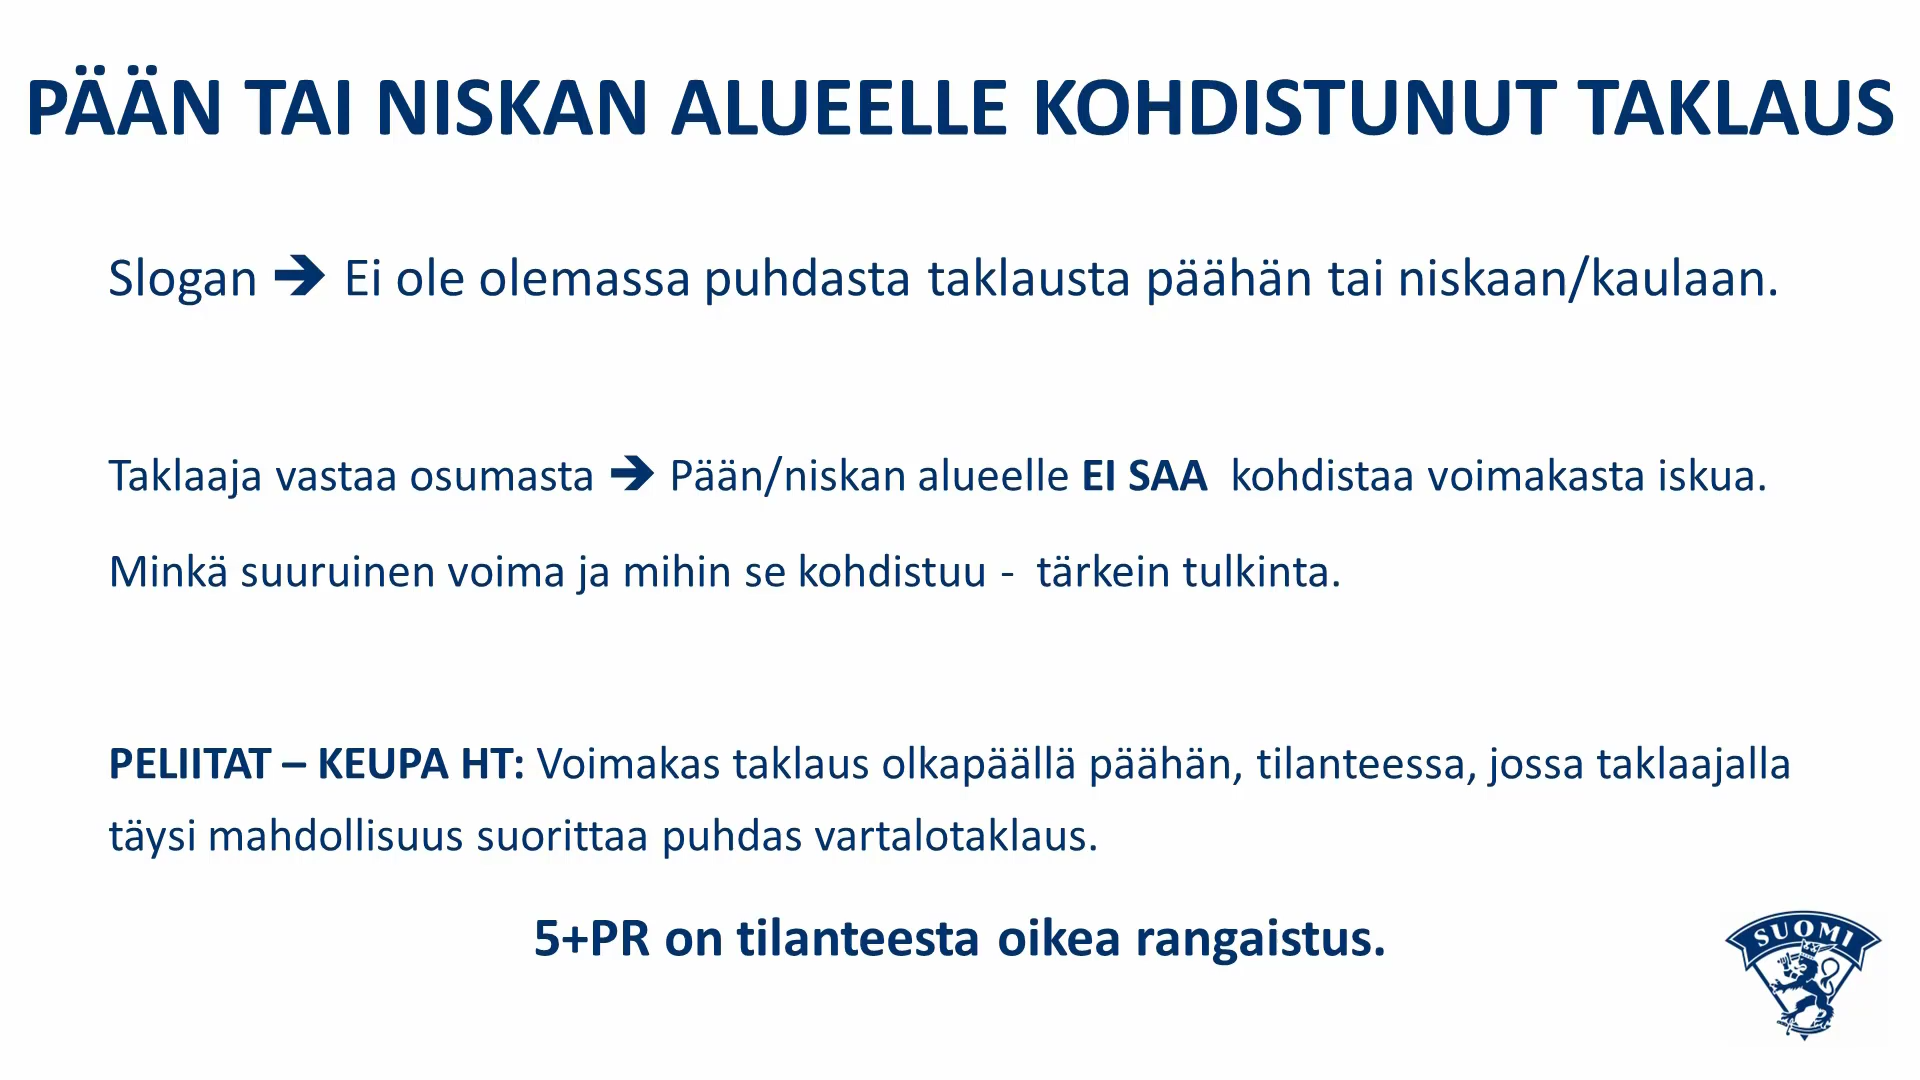 PÄÄN TAI NISKAN ALUEELLE KOHDISTUNUT TAKLAUS
Slogan ➔ Ei ole olemassa puhdasta taklausta päähän tai niskaan/kaulaan.
Taklaaja vastaa osumasta ➔ Pään/niskan alueelle EI SAA kohdistaa voimakasta iskua.
Minkä suuruinen voima ja mihin se kohdistuu - tärkein tulkinta.
PELIITAT – KEUPA HT: Voimakas taklaus olkapäällä päähän, tilanteessa, jossa taklaajalla
täysi mahdollisuus suorittaa puhdas vartalotaklaus.
5+PR on tilanteesta oikea rangaistus.
SUOMI